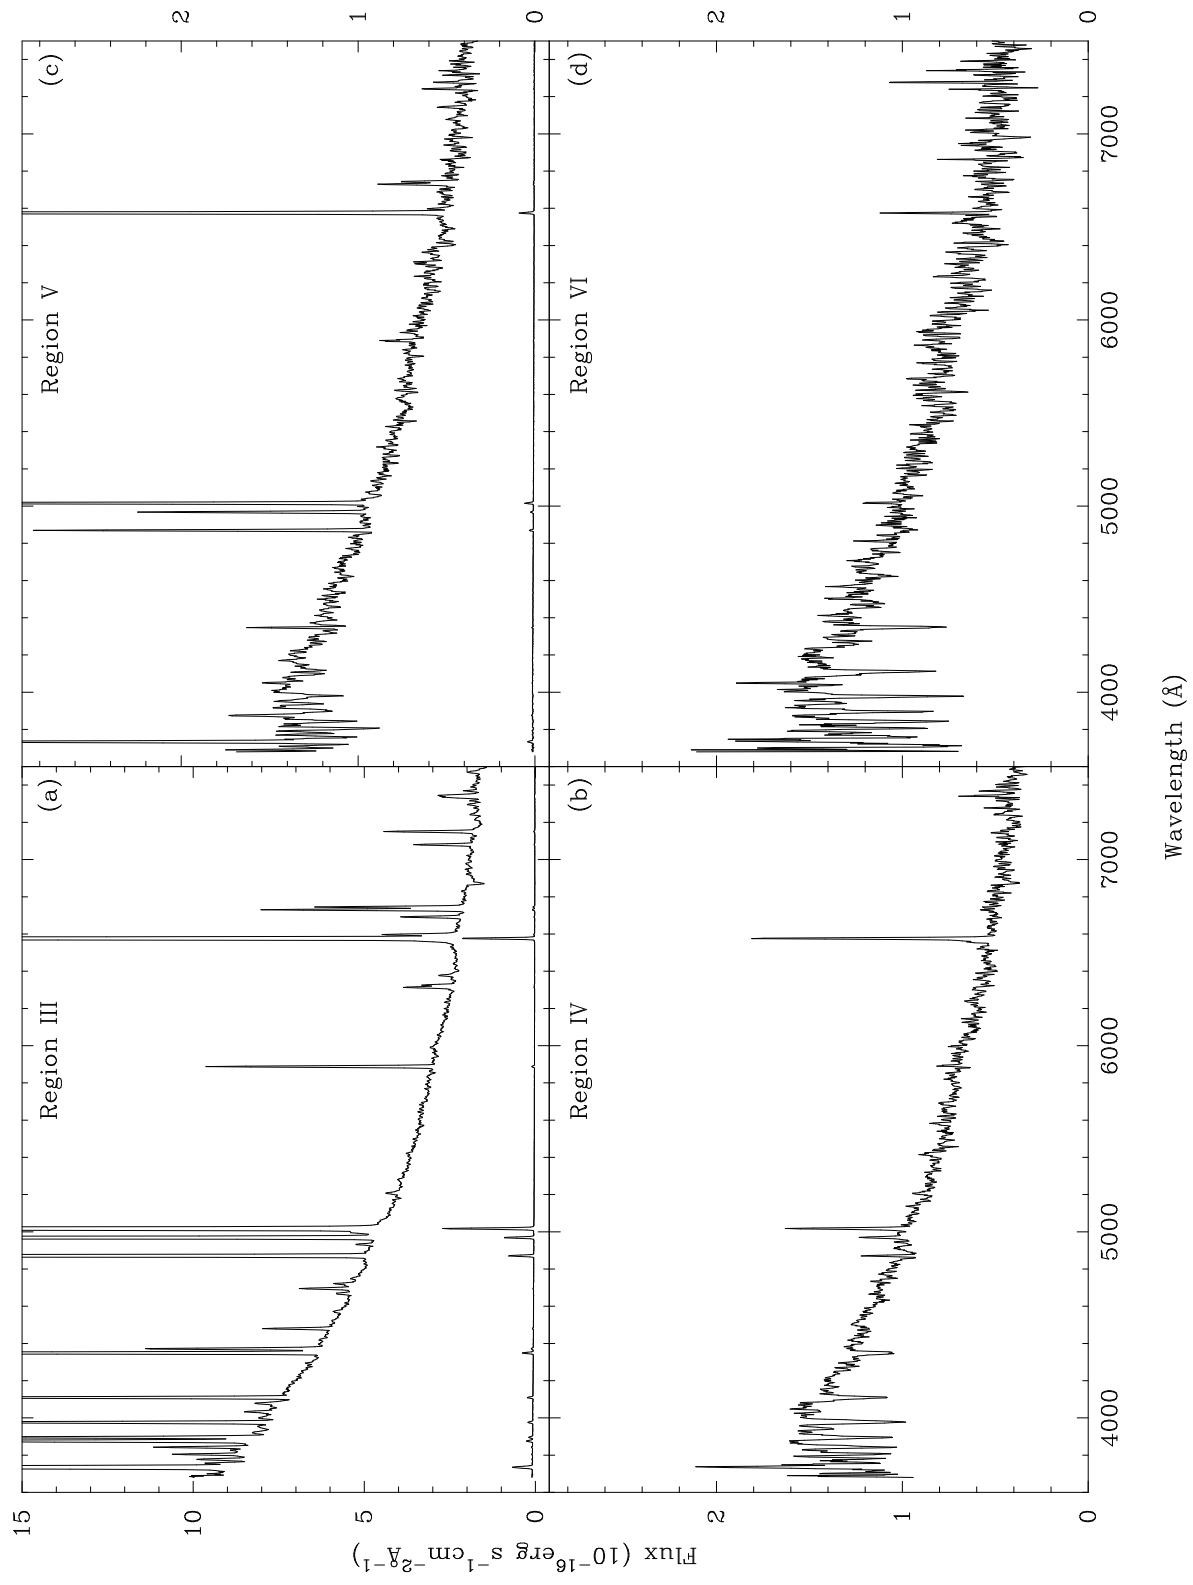 Flux (10⁻¹⁶erg s⁻¹cm⁻²Å⁻¹)
15
10
5
0
Region III
(a)
Region V
(c)
2
1
0
2
1
0
Region IV
(b)
Region VI
(d)
2
1
0
4000
5000
6000
7000
4000
5000
6000
7000
Wavelength (Å)